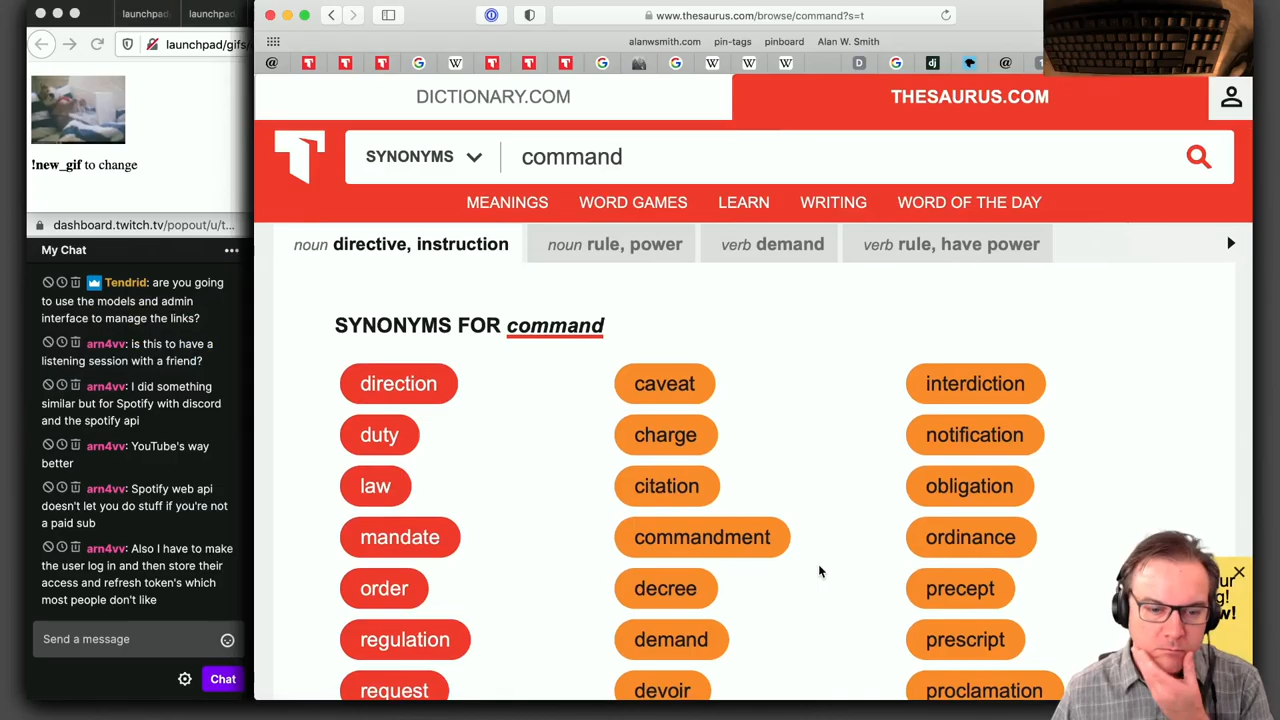 launchpad
launchpad
launchpad/gifs/
!new_gif to change
dashboard.twitch.tv/popout/u/t...
My Chat
Tendrid: are you going
to use the models and admin
interface to manage the links?
arn4vv: is this to have a
listening session with a friend?
arn4vv: I did something
similar but for Spotify with discord
and the spotify api
arn4vv: YouTube's way
better
arn4vv: Spotify web api
doesn't let you do stuff if you're not
a paid sub
arn4vv: Also I have to make
the user log in and then store their
access and refresh token's which
most people don't like
Send a message
Chat
www.thesaurus.com/browse/command?s=t
alanwsmith.com pin-tags pinboard Alan W. Smith
DICTIONARY.COM
THESAURUS.COM
SYNONYMS command
MEANINGS WORD GAMES LEARN WRITING WORD OF THE DAY
noun directive, instruction
noun rule, power
verb demand
verb rule, have power
SYNONYMS FOR command
direction caveat interdiction
duty charge notification
law citation obligation
mandate commandment ordinance
order decree precept
regulation demand prescript
request devoir proclamation